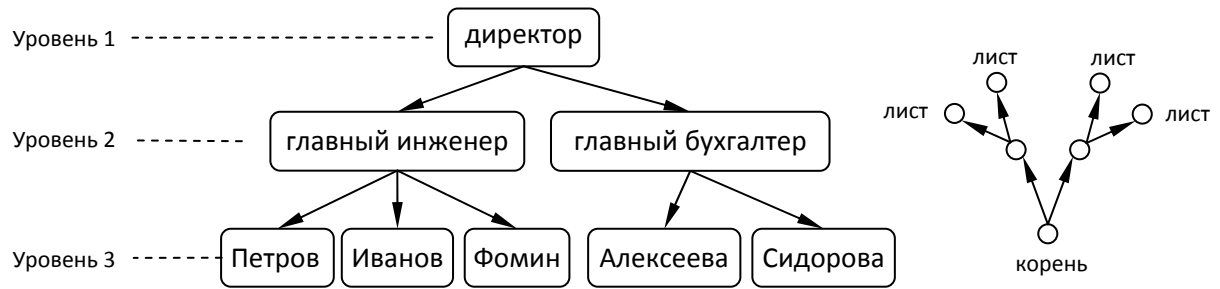 Уровень 1
директор
Уровень 2
главный инженер
главный бухгалтер
Уровень 3
Петров
Иванов
Фомин
Алексеева
Сидорова
лист
лист
лист
лист
корень